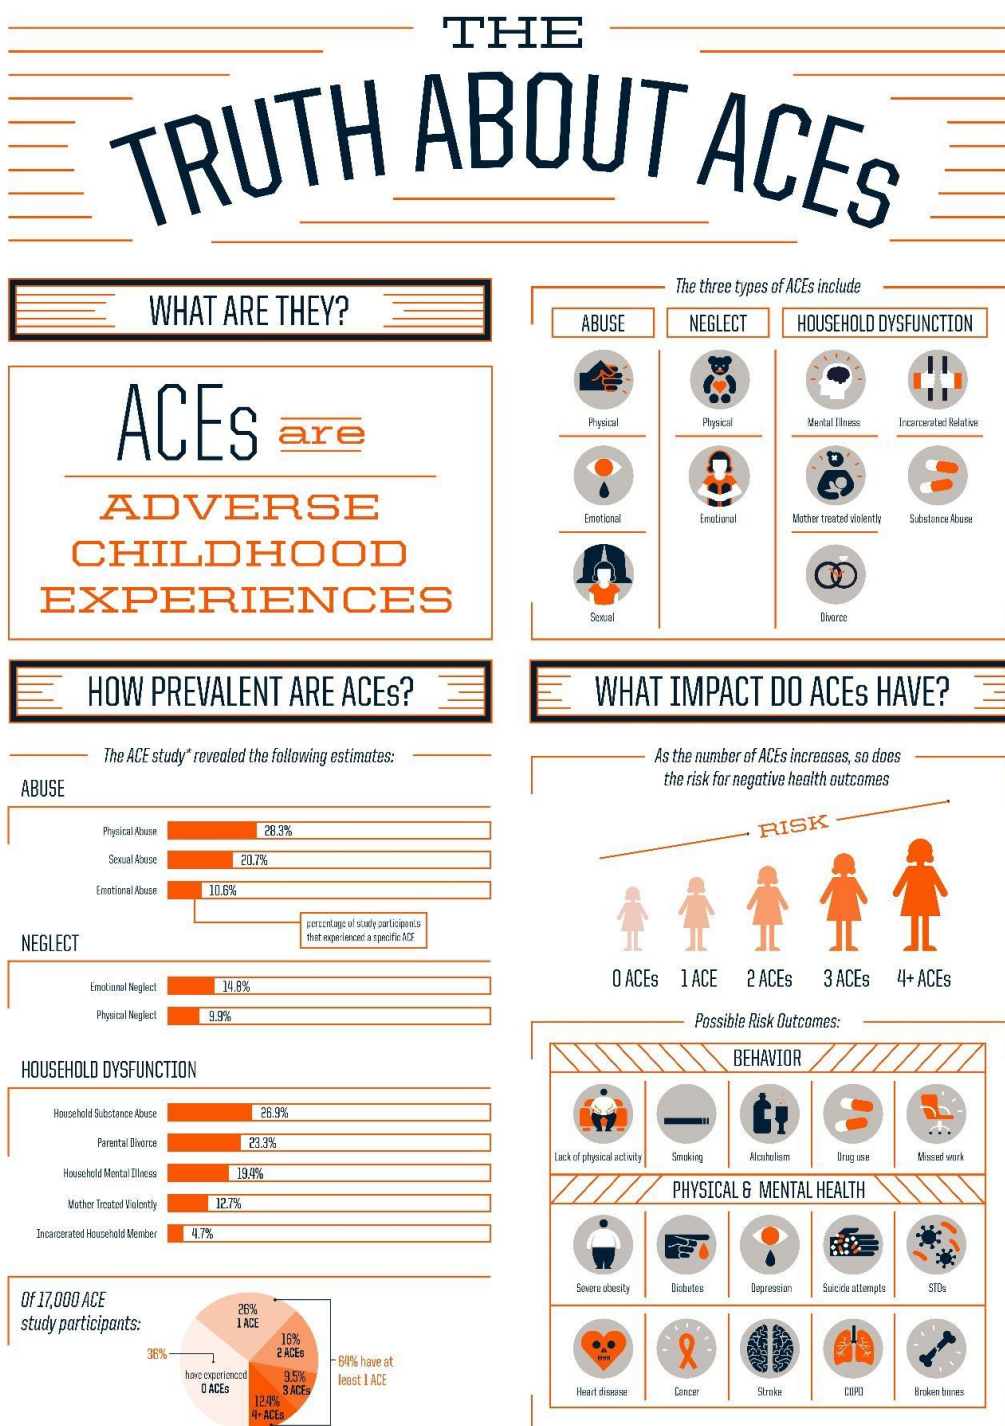 THE
TRUTH ABOUT ACEs
WHAT ARE THEY?
ACEs are
ADVERSE
CHILDHOOD
EXPERIENCES
The three types of ACEs include
ABUSE
NEGLECT
HOUSEHOLD DYSFUNCTION
Physical
Physical
Mental Illness
Incarcerated Relative
Emotional
Emotional
Mother treated violently
Substance Abuse
Sexual
Divorce
HOW PREVALENT ARE ACEs?
The ACE study* revealed the following estimates:
ABUSE
Physical Abuse 28.3%
Sexual Abuse 20.7%
Emotional Abuse 10.6%
percentage of study participants
that experienced a specific ACE
NEGLECT
Emotional Neglect 14.8%
Physical Neglect 9.9%
HOUSEHOLD DYSFUNCTION
Household Substance Abuse 26.9%
Parental Divorce 23.3%
Household Mental Illness 19.4%
Mother Treated Violently 12.7%
Incarcerated Household Member 4.7%
Of 17,000 ACE
study participants:
36%
have experienced
0 ACEs
26%
1 ACE
16%
2 ACEs
9.5%
3 ACEs
12.4%
4+ ACEs
64% have at
least 1 ACE
WHAT IMPACT DO ACEs HAVE?
As the number of ACEs increases, so does
the risk for negative health outcomes
RISK
0 ACEs
1 ACE
2 ACEs
3 ACEs
4+ ACEs
Possible Risk Outcomes:
BEHAVIOR
Lack of physical activity
Smoking
Alcoholism
Drug use
Missed work
PHYSICAL & MENTAL HEALTH
Severe obesity
Diabetes
Depression
Suicide attempts
STDs
Heart disease
Cancer
Stroke
COPD
Broken bones